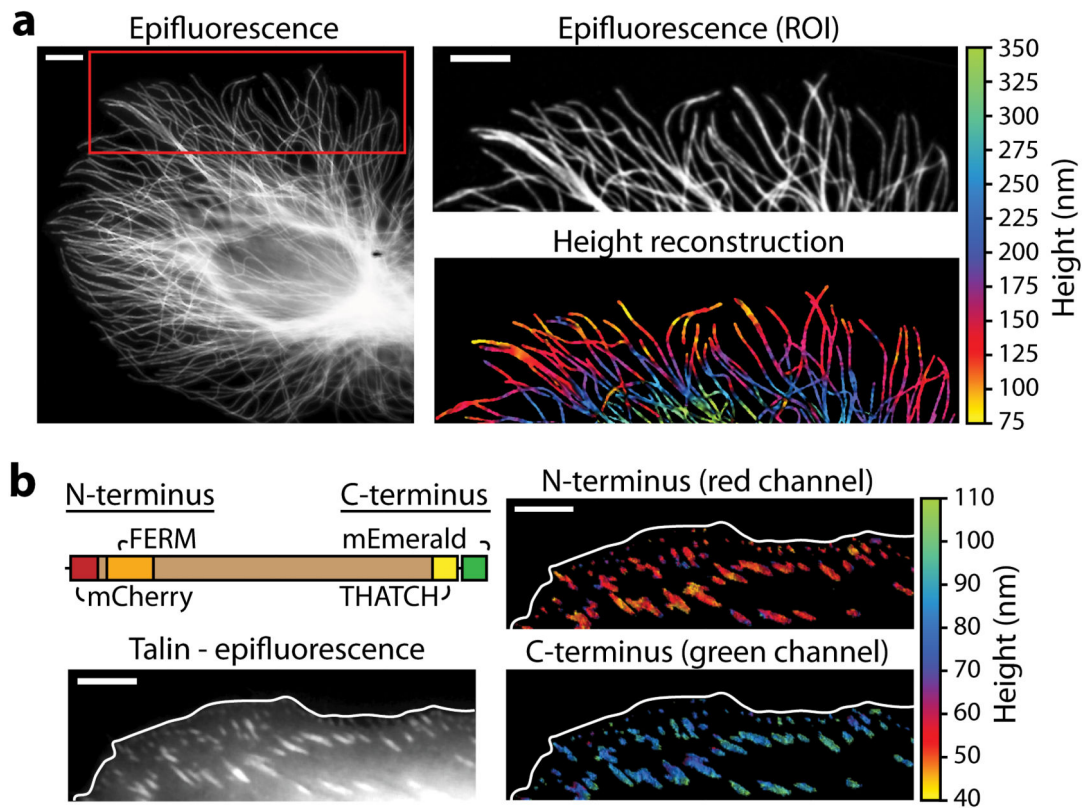 a
Epifluorescence
Epifluorescence (ROI)
Height reconstruction
350
325
300
275
250
225
200
175
150
125
100
75
Height (nm)
b
N-terminus
C-terminus
FERM
mEmerald
mCherry
THATCH
Talin - epifluorescence
N-terminus (red channel)
C-terminus (green channel)
110
100
90
80
70
60
50
40
Height (nm)